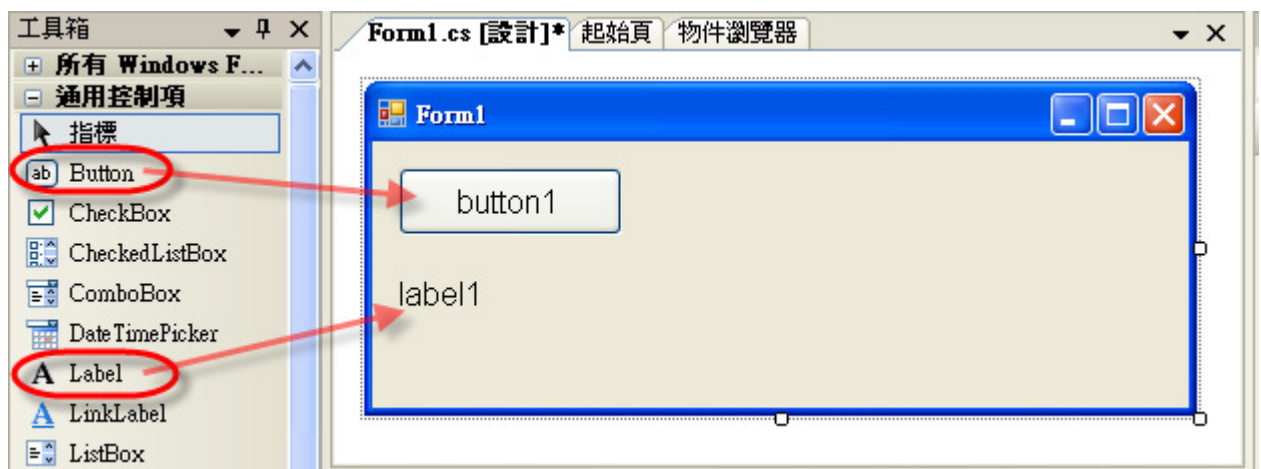 工具箱
所有 Windows F...
通用控制項
指標
ab Button
CheckBox
CheckedListBox
ComboBox
DateTimePicker
A Label
A LinkLabel
ListBox
Form1.cs [設計]* 起始頁 物件瀏覽器
Form1
button1
label1